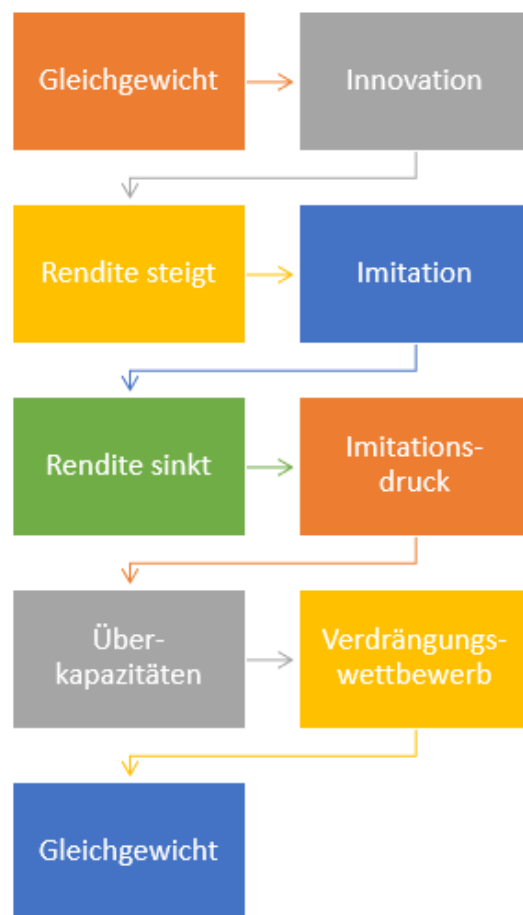 Gleichgewicht
Innovation
Rendite steigt
Imitation
Rendite sinkt
Imitations-
druck
Über-
kapazitäten
Verdrängungs-
wettbewerb
Gleichgewicht